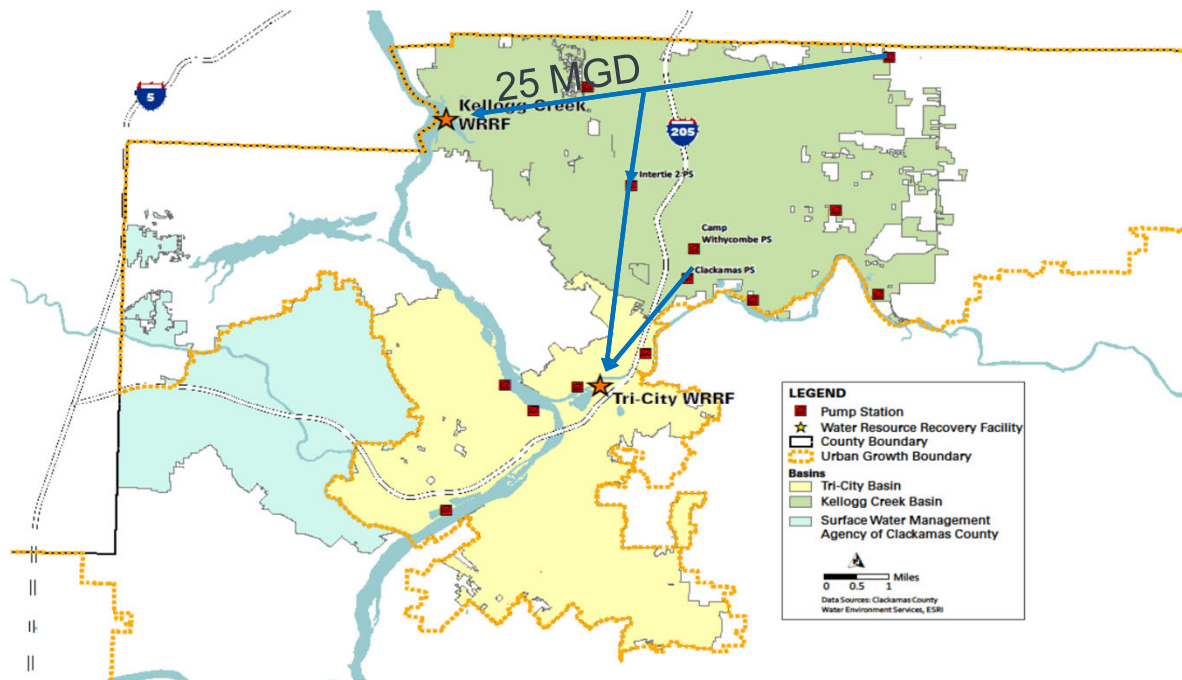 5
25 MGD
Kellogg Creek
WRRF
205
Intertie 2 PS
Camp
Withycombe PS
Clackamas PS
Tri-City WRRF
LEGEND
Pump Station
Water Resource Recovery Facility
County Boundary
Urban Growth Boundary
Basins
Tri-City Basin
Kellogg Creek Basin
Surface Water Management
Agency of Clackamas County
0 0.5 1 Miles
Data Sources: Clackamas County
Water Environment Services, ESRI